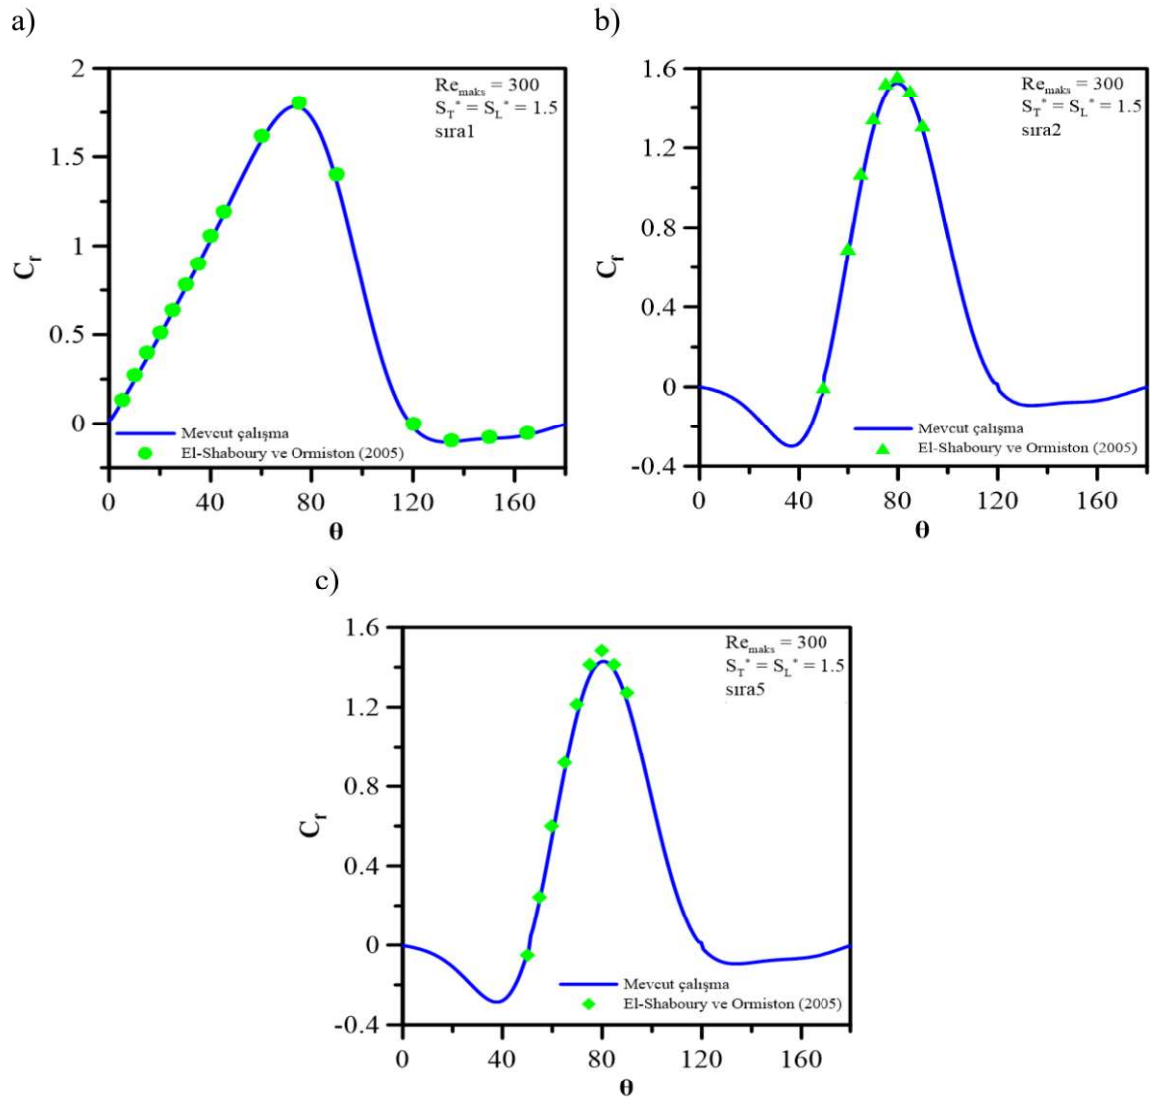 a)
2
1.5
1
0.5
0
C_f
Re_maks = 300
S_T^* = S_L^* = 1.5
sıra1
Mevcut çalışma
El-Shaboury ve Ormiston (2005)
0 40 80 120 160
θ
b)
1.6
1.2
0.8
0.4
0
-0.4
C_f
Re_maks = 300
S_T^* = S_L^* = 1.5
sıra2
Mevcut çalışma
El-Shaboury ve Ormiston (2005)
0 40 80 120 160
θ
c)
1.6
1.2
0.8
0.4
0
-0.4
C_f
Re_maks = 300
S_T^* = S_L^* = 1.5
sıra5
Mevcut çalışma
El-Shaboury ve Ormiston (2005)
0 40 80 120 160
θ